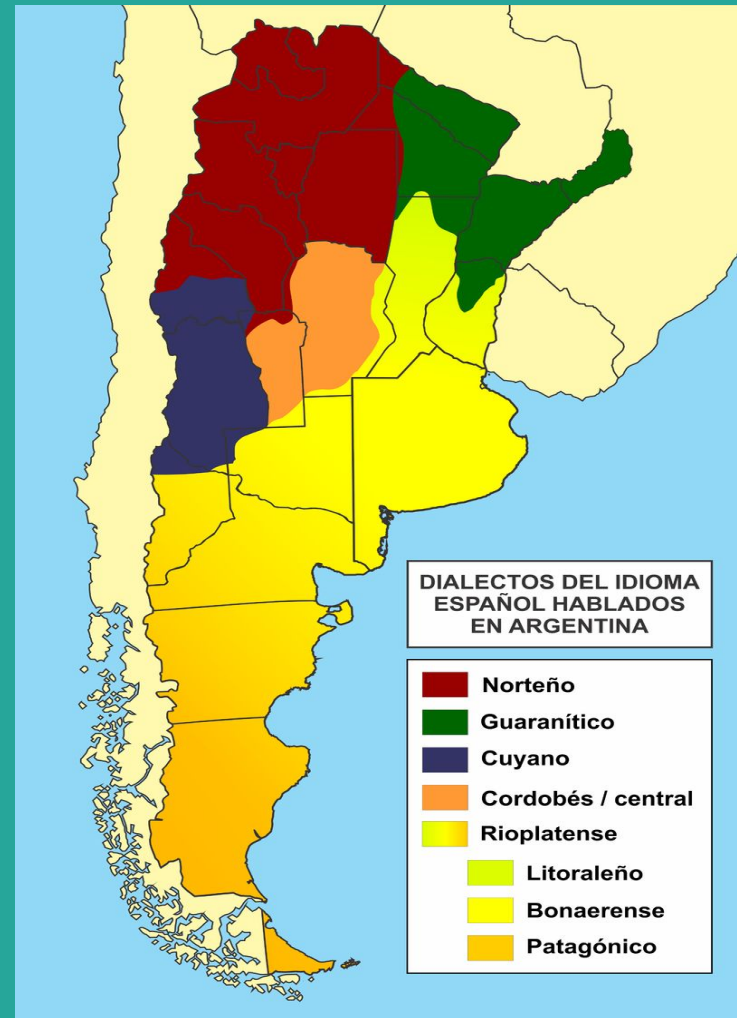 DIALECTOS DEL IDIOMA
ESPAÑOL HABLADOS
EN ARGENTINA
Norteño
Guaranítico
Cuyano
Cordobés / central
Rioplatense
Litoraleño
Bonaerense
Patagónico